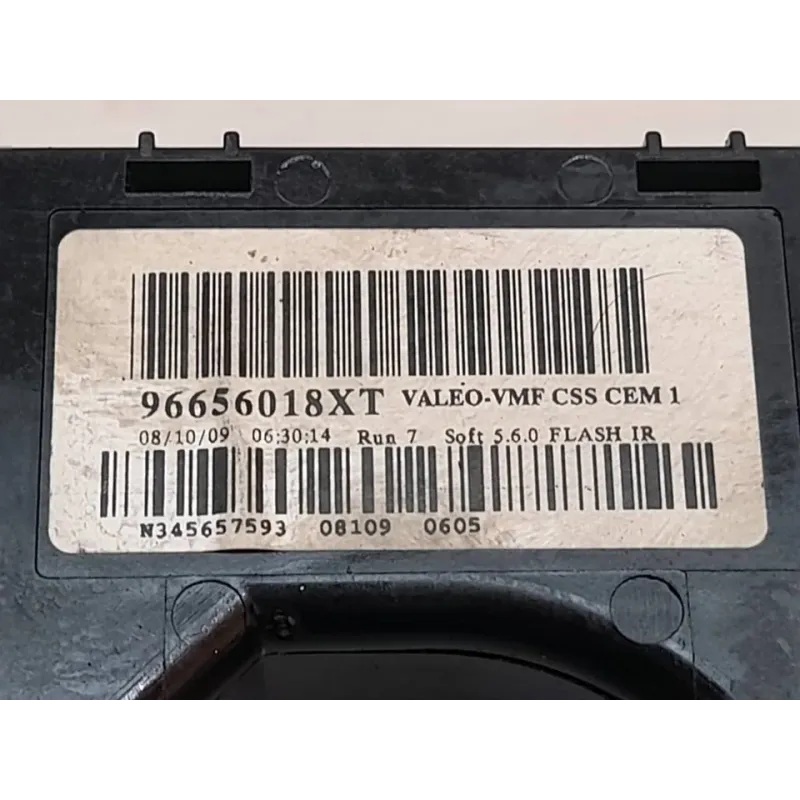 96656018XT VALEO-VMF CSS CEM 1
08/10/09 06:30:14 Run 7 Soft 5.6.0 FLASH IR
N345657593 08109 0605